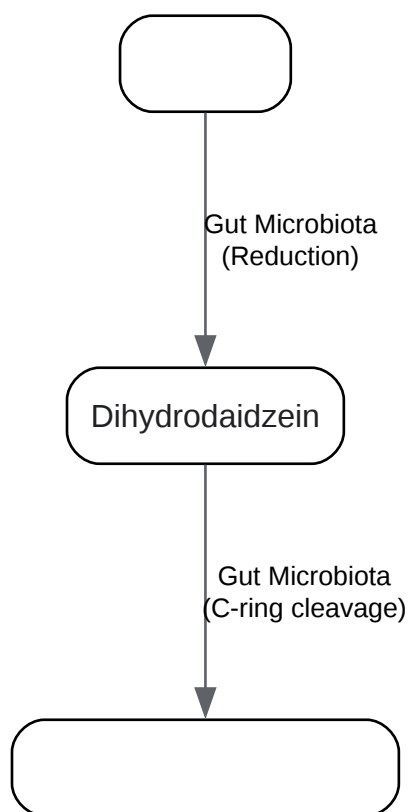 Gut Microbiota
(Reduction)
Dihydrodaidzein
Gut Microbiota
(C-ring cleavage)